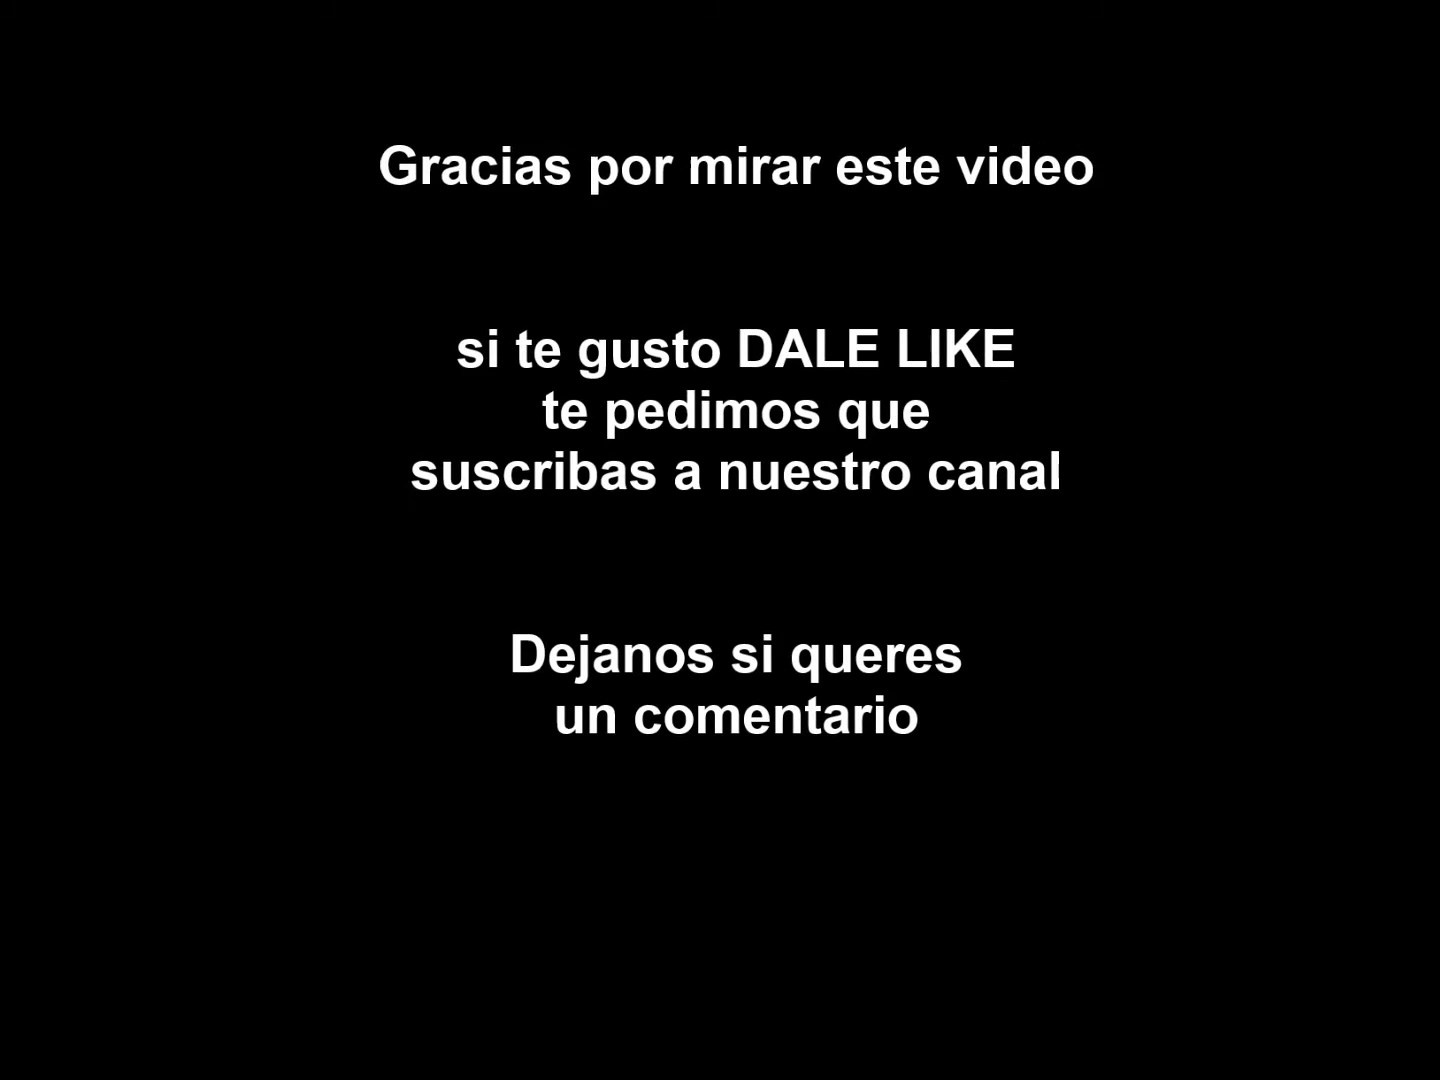 Gracias por mirar este video
si te gusto DALE LIKE
te pedimos que
suscribas a nuestro canal
Dejanos si queres
un comentario